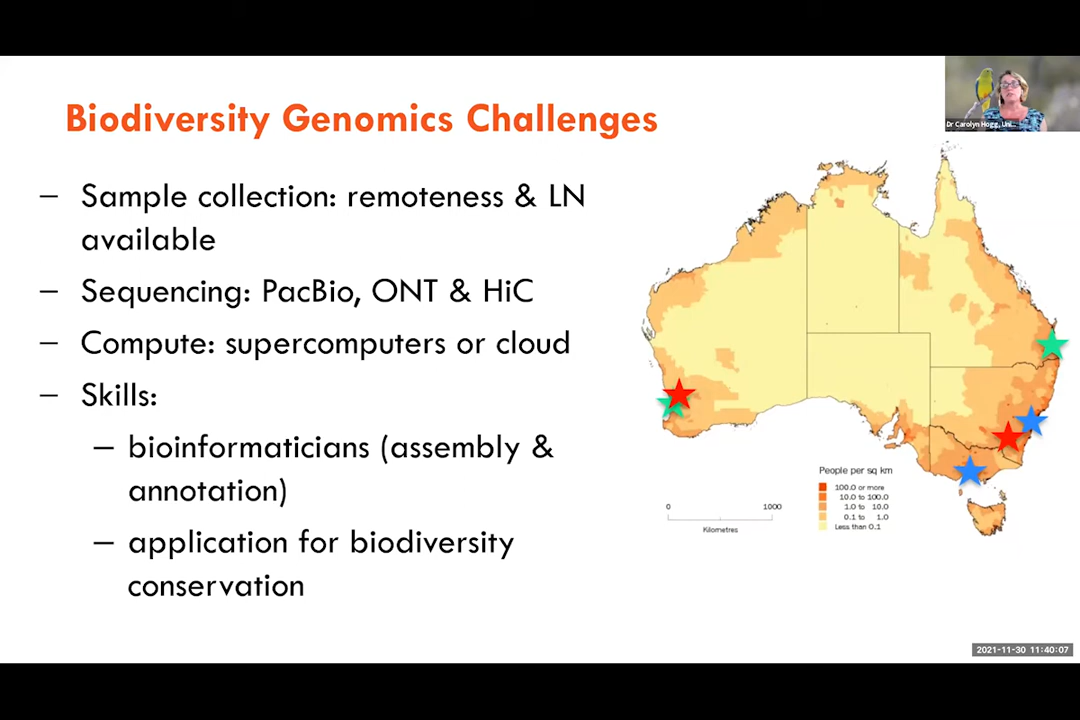 Biodiversity Genomics Challenges
Dr Carolyn Hogg, Uni...
– Sample collection: remoteness & LN
available
– Sequencing: PacBio, ONT & HiC
– Compute: supercomputers or cloud
– Skills:
– bioinformaticians (assembly &
annotation)
– application for biodiversity
conservation
People per sq km
100.0 or more
10.0 to 100.0
1.0 to 10.0
0.1 to 1.0
Less than 0.1
0 1000
Kilometres
2021-11-30 11:40:07